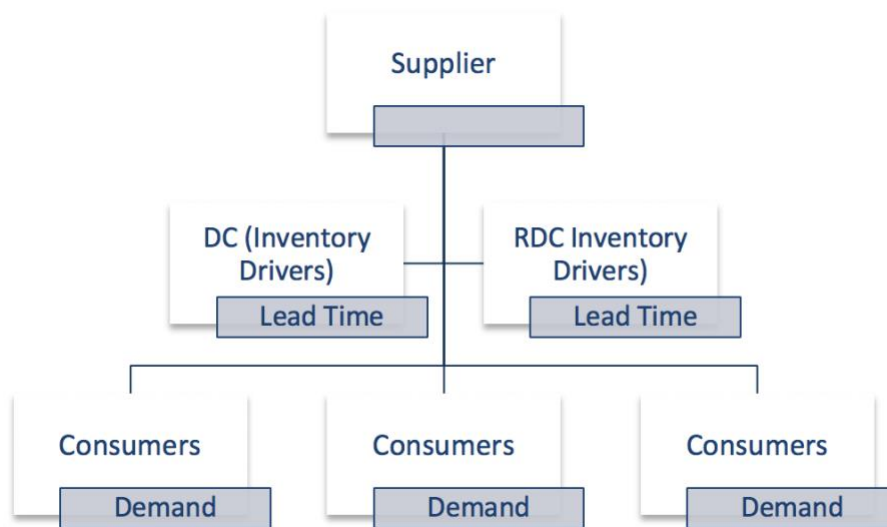 Supplier
DC (Inventory
Drivers)
RDC Inventory
Drivers)
Lead Time
Lead Time
Consumers
Consumers
Consumers
Demand
Demand
Demand